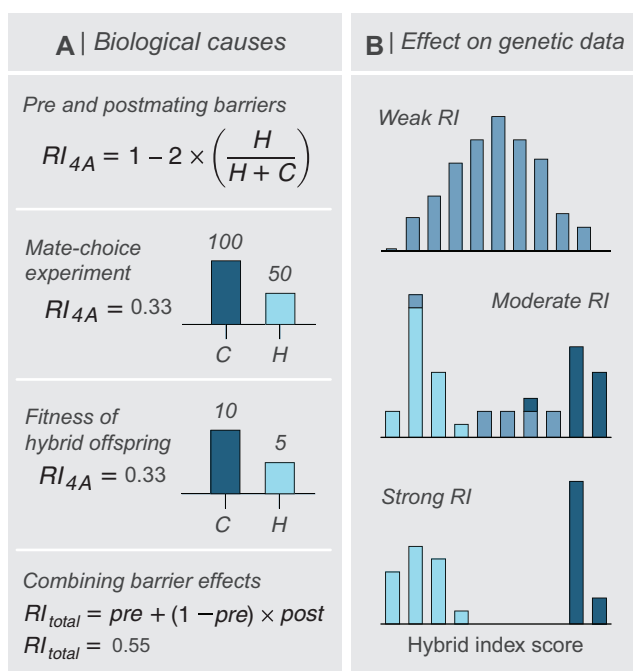 A | Biological causes
Pre and postmating barriers
RI4A = 1 – 2 × (H / (H + C))
Mate-choice
experiment
RI4A = 0.33
100
50
C
H
Fitness of
hybrid offspring
RI4A = 0.33
10
5
C
H
Combining barrier effects
RItotal = pre + (1 – pre) × post
RItotal = 0.55
B | Effect on genetic data
Weak RI
Moderate RI
Strong RI
Hybrid index score